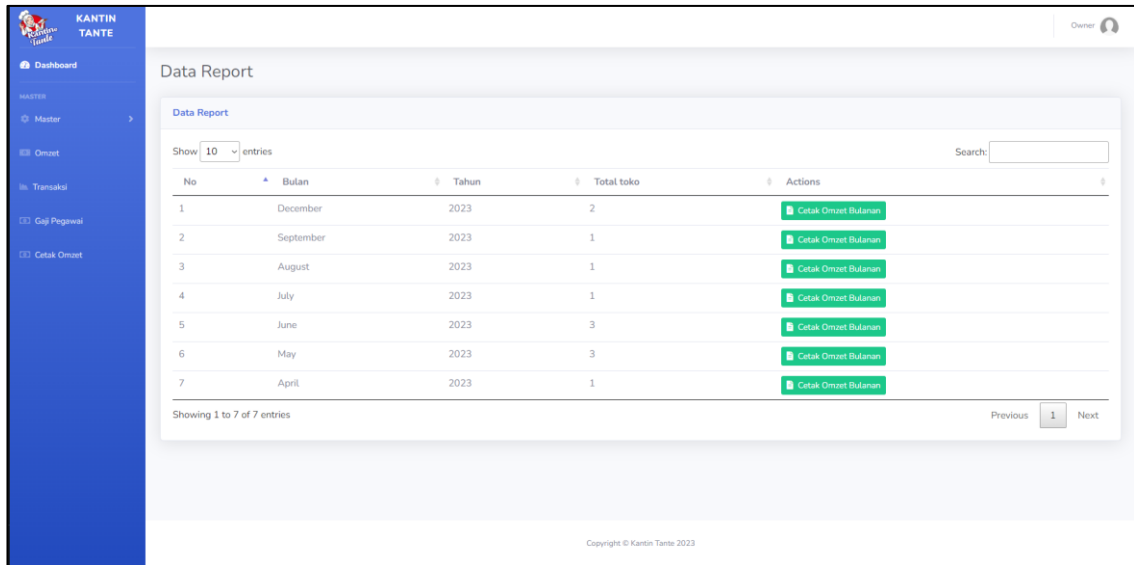 Kantin Tante
KANTIN TANTE
Owner
Dashboard
MASTER
Master
Omzet
Transaksi
Gaji Pegawai
Cetak Omzet
Data Report
Data Report
Show 10 entries Search:
No Bulan Tahun Total toko Actions
1 December 2023 2 Cetak Omzet Bulanan
2 September 2023 1 Cetak Omzet Bulanan
3 August 2023 1 Cetak Omzet Bulanan
4 July 2023 1 Cetak Omzet Bulanan
5 June 2023 3 Cetak Omzet Bulanan
6 May 2023 3 Cetak Omzet Bulanan
7 April 2023 1 Cetak Omzet Bulanan
Showing 1 to 7 of 7 entries Previous 1 Next
Copyright © Kantin Tante 2023